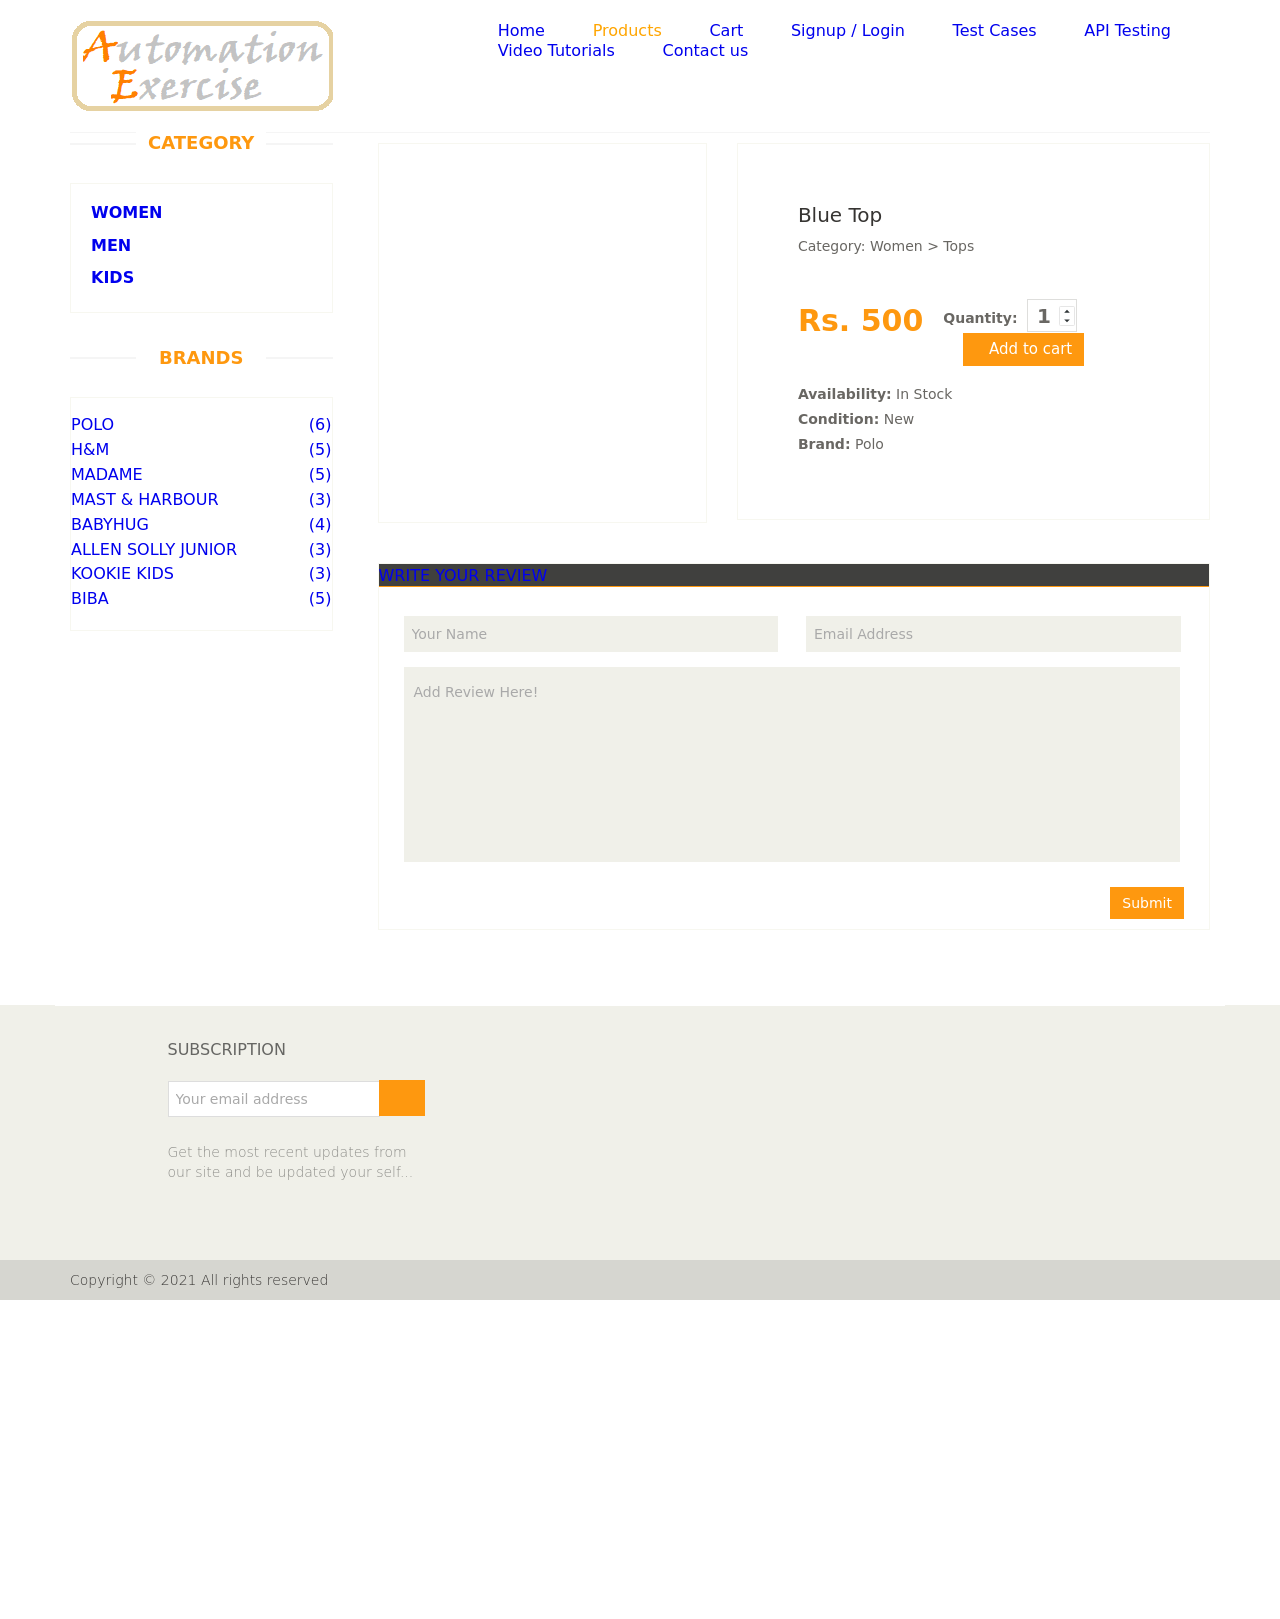 Automation
Exercise
Home Products Cart Signup / Login Test Cases API Testing
Video Tutorials Contact us
CATEGORY
WOMEN
MEN
KIDS
BRANDS
POLO (6)
H&M (5)
MADAME (5)
MAST & HARBOUR (3)
BABYHUG (4)
ALLEN SOLLY JUNIOR (3)
KOOKIE KIDS (3)
BIBA (5)
Blue Top
Category: Women > Tops
Rs. 500 Quantity: 1
Add to cart
Availability: In Stock
Condition: New
Brand: Polo
WRITE YOUR REVIEW
Your Name Email Address
Add Review Here!
Submit
SUBSCRIPTION
Your email address
Get the most recent updates from
our site and be updated your self...
Copyright © 2021 All rights reserved